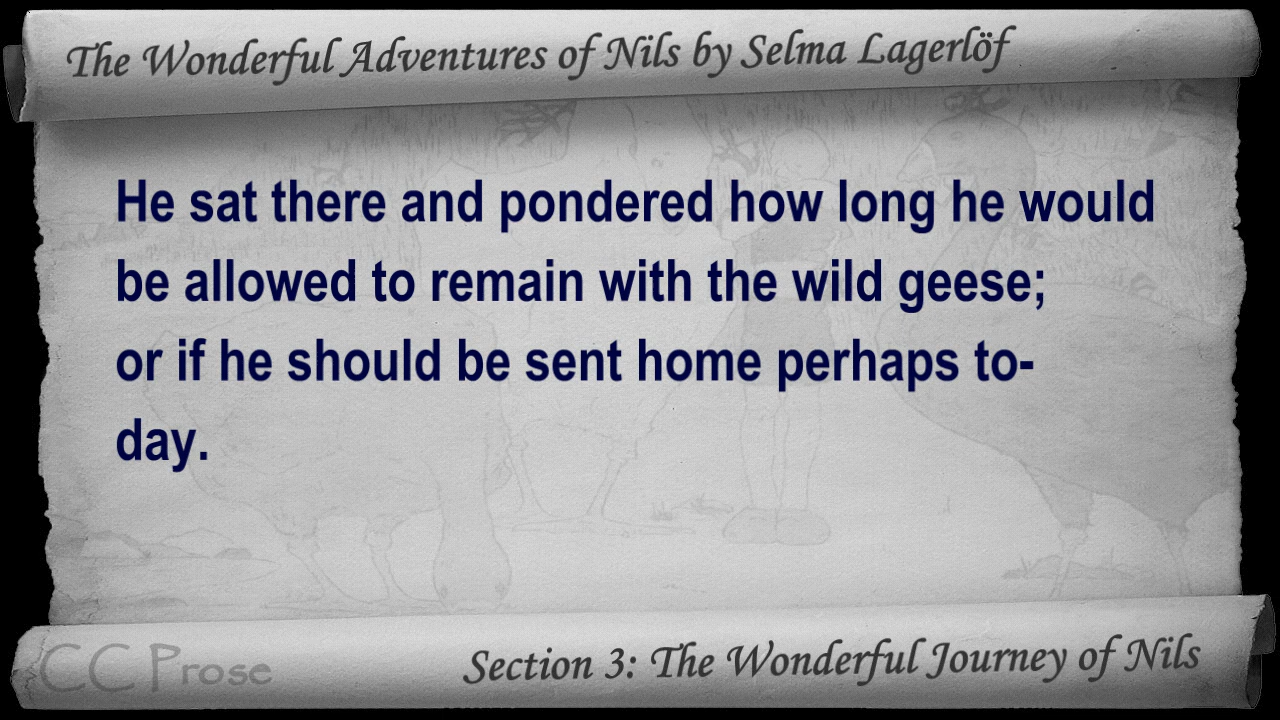 The Wonderful Adventures of Nils by Selma Lagerlöf
He sat there and pondered how long he would
be allowed to remain with the wild geese;
or if he should be sent home perhaps to-
day.
CC Prose
Section 3: The Wonderful Journey of Nils